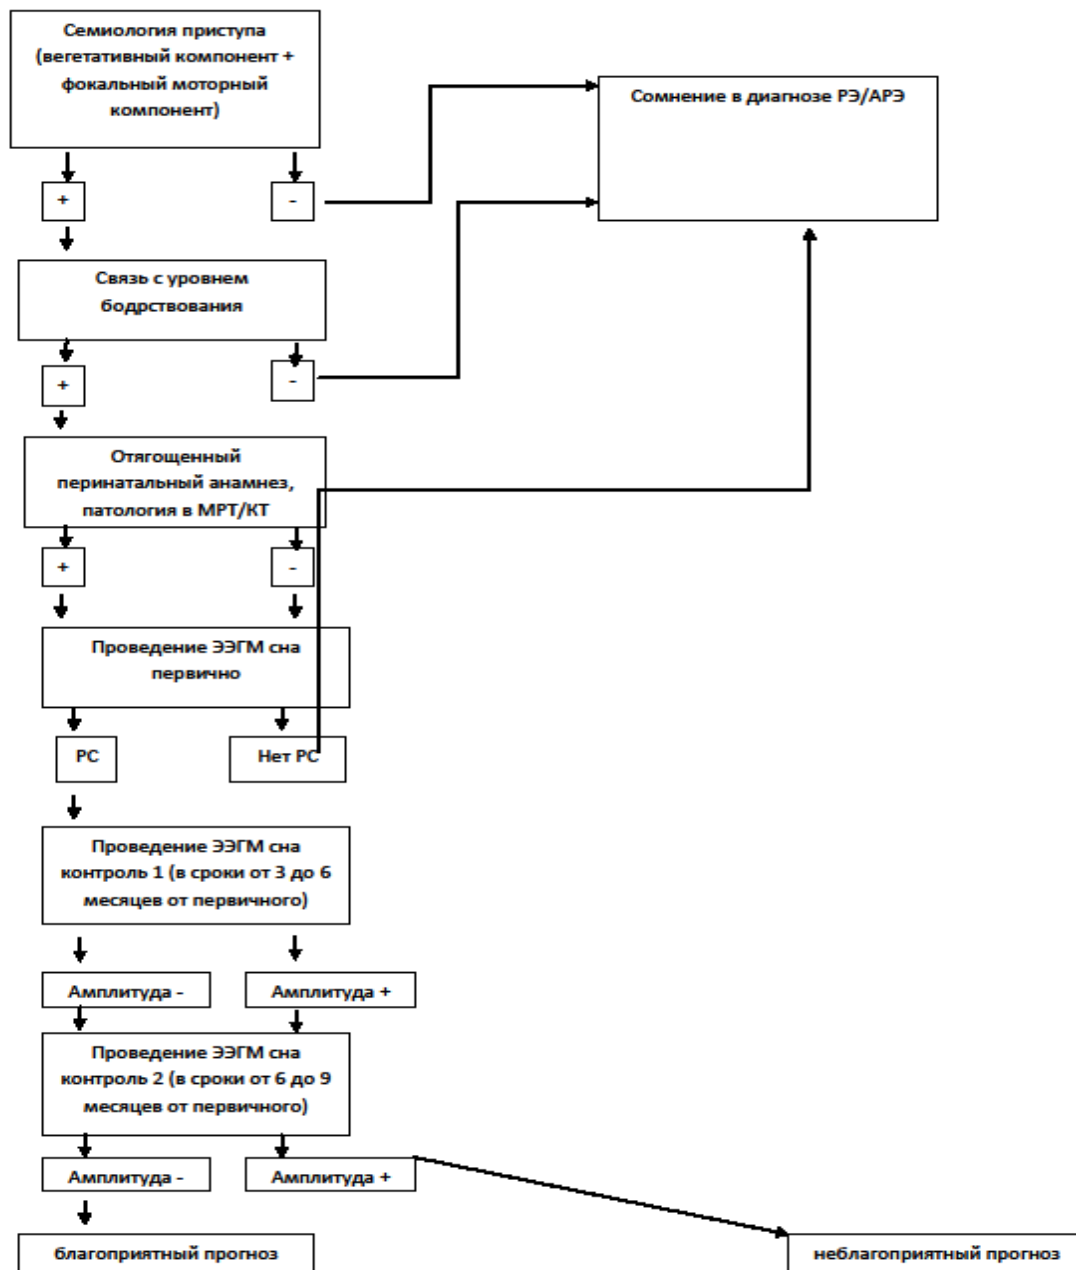 Семиология приступа
(вегетативный компонент +
фокальный моторный
компонент)
Сомнение в диагнозе РЭ/АРЭ
+
-
Связь с уровнем
бодрствования
+
-
Отягощенный
перинатальный анамнез,
патология в МРТ/КТ
+
-
Проведение ЭЭГМ сна
первично
РС
Нет РС
Проведение ЭЭГМ сна
контроль 1 (в сроки от 3 до 6
месяцев от первичного)
Амплитуда -
Амплитуда +
Проведение ЭЭГМ сна
контроль 2 (в сроки от 6 до 9
месяцев от первичного)
Амплитуда -
Амплитуда +
благоприятный прогноз
неблагоприятный прогноз